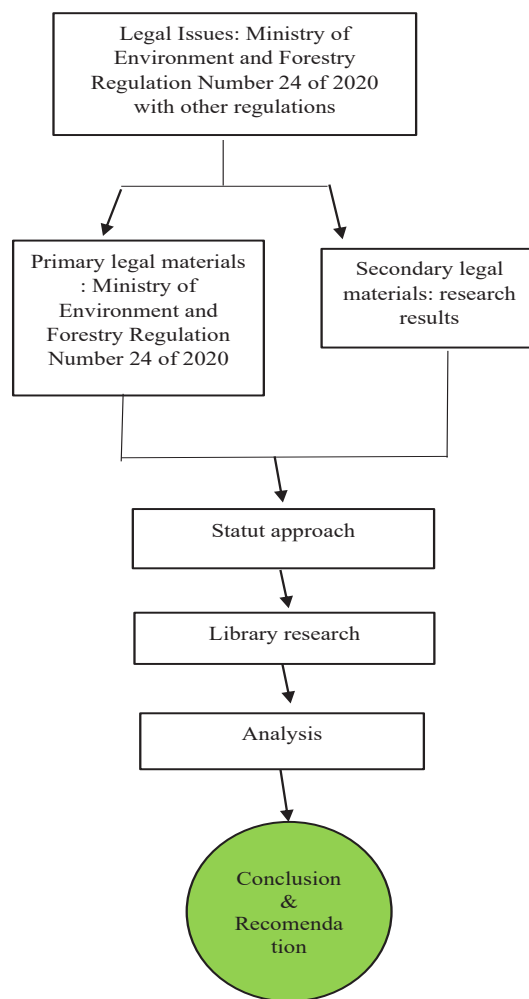 Legal Issues: Ministry of
Environment and Forestry
Regulation Number 24 of 2020
with other regulations
Primary legal materials
: Ministry of
Environment and
Forestry Regulation
Number 24 of 2020
Secondary legal
materials: research
results
Statut approach
Library research
Analysis
Conclusion
&
Recomenda
tion